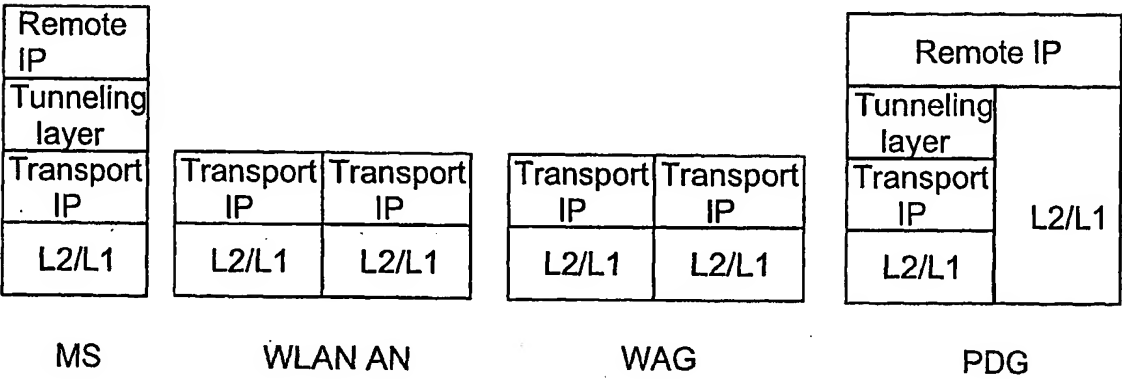 Remote
IP
Tunneling
layer
Transport
IP
L2/L1
Transport
IP
Transport
IP
L2/L1
L2/L1
Transport
IP
Transport
IP
L2/L1
L2/L1
Remote IP
Tunneling
layer
Transport
IP
L2/L1
L2/L1
MS
WLAN AN
WAG
PDG